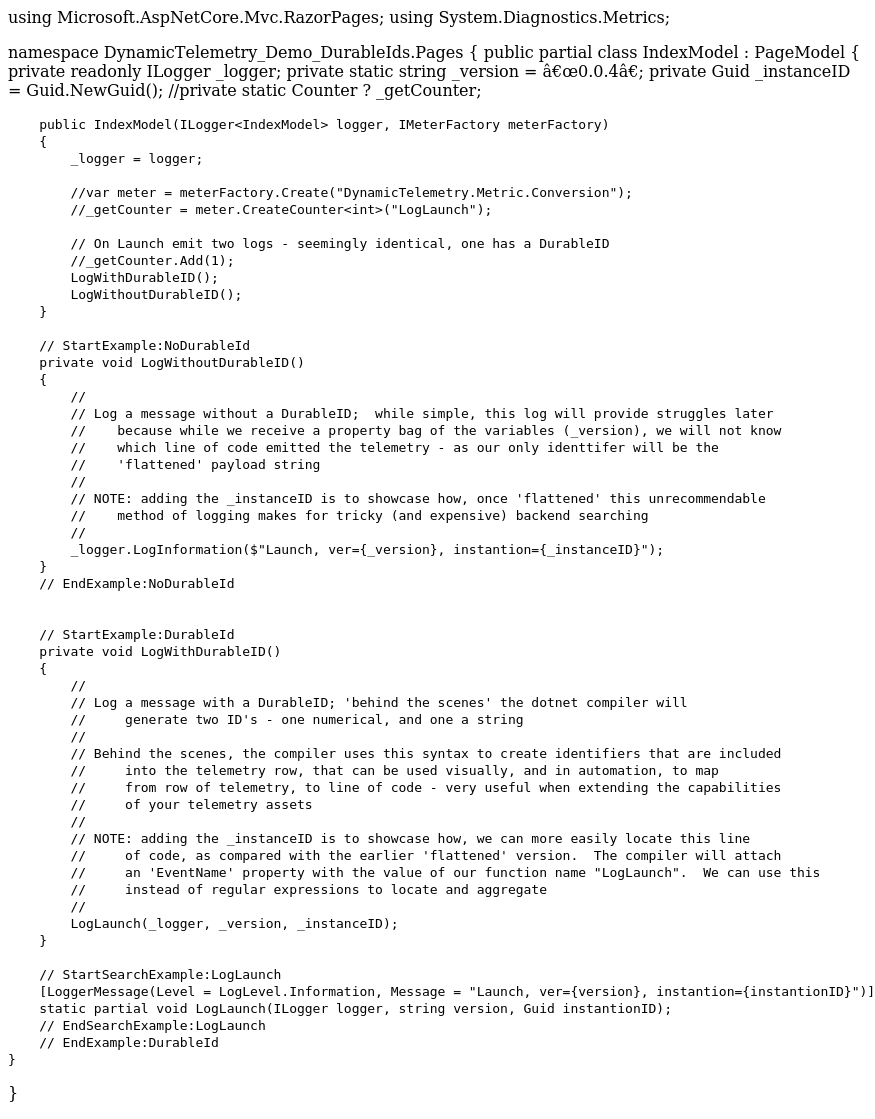 using Microsoft.AspNetCore.Mvc.RazorPages; using System.Diagnostics.Metrics;
namespace DynamicTelemetry_Demo_DurableIds.Pages { public partial class IndexModel : PageModel {
private readonly ILogger _logger; private static string _version = â€œ0.0.4â€; private Guid _instanceID
= Guid.NewGuid(); //private static Counter ? _getCounter;
    public IndexModel(ILogger<IndexModel> logger, IMeterFactory meterFactory)
    {
        _logger = logger;

        //var meter = meterFactory.Create("DynamicTelemetry.Metric.Conversion");
        //_getCounter = meter.CreateCounter<int>("LogLaunch");

        // On Launch emit two logs - seemingly identical, one has a DurableID
        //_getCounter.Add(1);
        LogWithDurableID();
        LogWithoutDurableID();
    }

    // StartExample:NoDurableId
    private void LogWithoutDurableID()
    {
        //
        // Log a message without a DurableID;  while simple, this log will provide struggles later
        //    because while we receive a property bag of the variables (_version), we will not know
        //    which line of code emitted the telemetry - as our only identtifer will be the
        //    'flattened' payload string
        //
        // NOTE: adding the _instanceID is to showcase how, once 'flattened' this unrecommendable
        //    method of logging makes for tricky (and expensive) backend searching
        //
        _logger.LogInformation($"Launch, ver={_version}, instantion={_instanceID}");
    }
    // EndExample:NoDurableId


    // StartExample:DurableId
    private void LogWithDurableID()
    {
        //
        // Log a message with a DurableID; 'behind the scenes' the dotnet compiler will
        //     generate two ID's - one numerical, and one a string
        //
        // Behind the scenes, the compiler uses this syntax to create identifiers that are included
        //     into the telemetry row, that can be used visually, and in automation, to map
        //     from row of telemetry, to line of code - very useful when extending the capabilities
        //     of your telemetry assets
        //
        // NOTE: adding the _instanceID is to showcase how, we can more easily locate this line
        //     of code, as compared with the earlier 'flattened' version.  The compiler will attach
        //     an 'EventName' property with the value of our function name "LogLaunch".  We can use this
        //     instead of regular expressions to locate and aggregate
        //
        LogLaunch(_logger, _version, _instanceID);
    }

    // StartSearchExample:LogLaunch
    [LoggerMessage(Level = LogLevel.Information, Message = "Launch, ver={version}, instantion={instantionID}")]
    static partial void LogLaunch(ILogger logger, string version, Guid instantionID);
    // EndSearchExample:LogLaunch
    // EndExample:DurableId
}
}